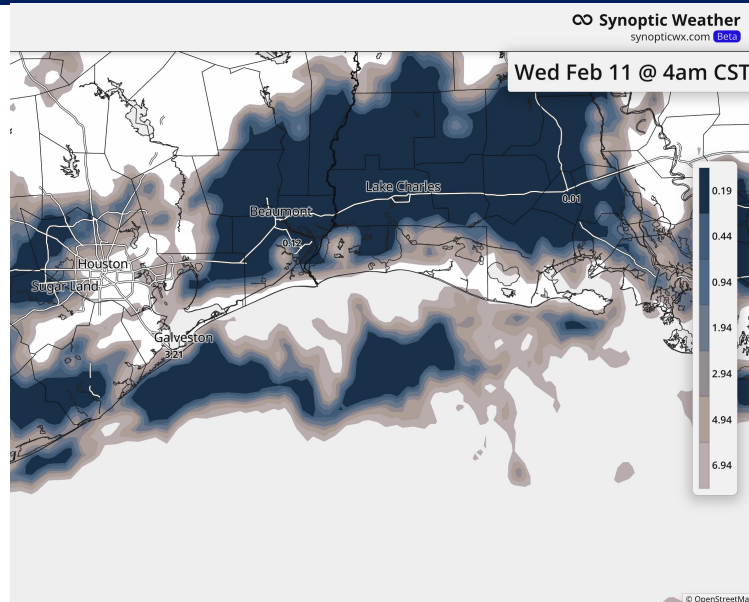 Synoptic Weather
synopticwx.com Beta
Wed Feb 11 @ 4am CST
Lake Charles
0.01
Beaumont
0.12
Houston
Sugar Land
Galveston
3.21
0.19
0.44
0.94
1.94
2.94
4.94
6.94
© OpenStreetMa